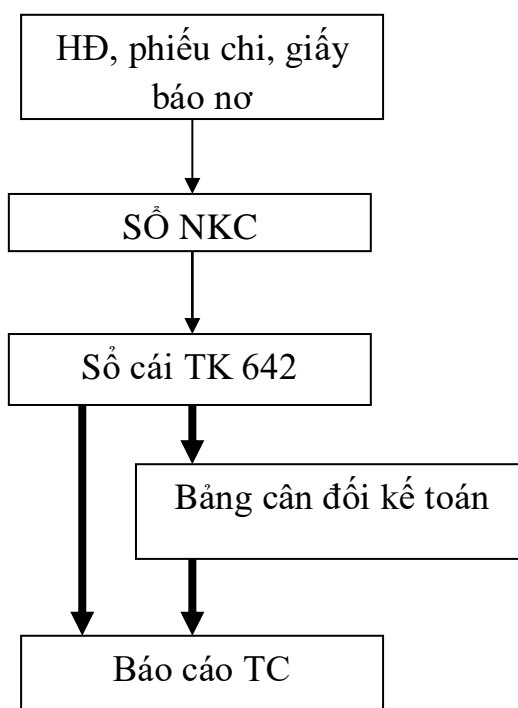 HĐ, phiếu chi, giấy
báo nơ
SỔ NKC
Sổ cái TK 642
Bảng cân đối kế toán
Báo cáo TC